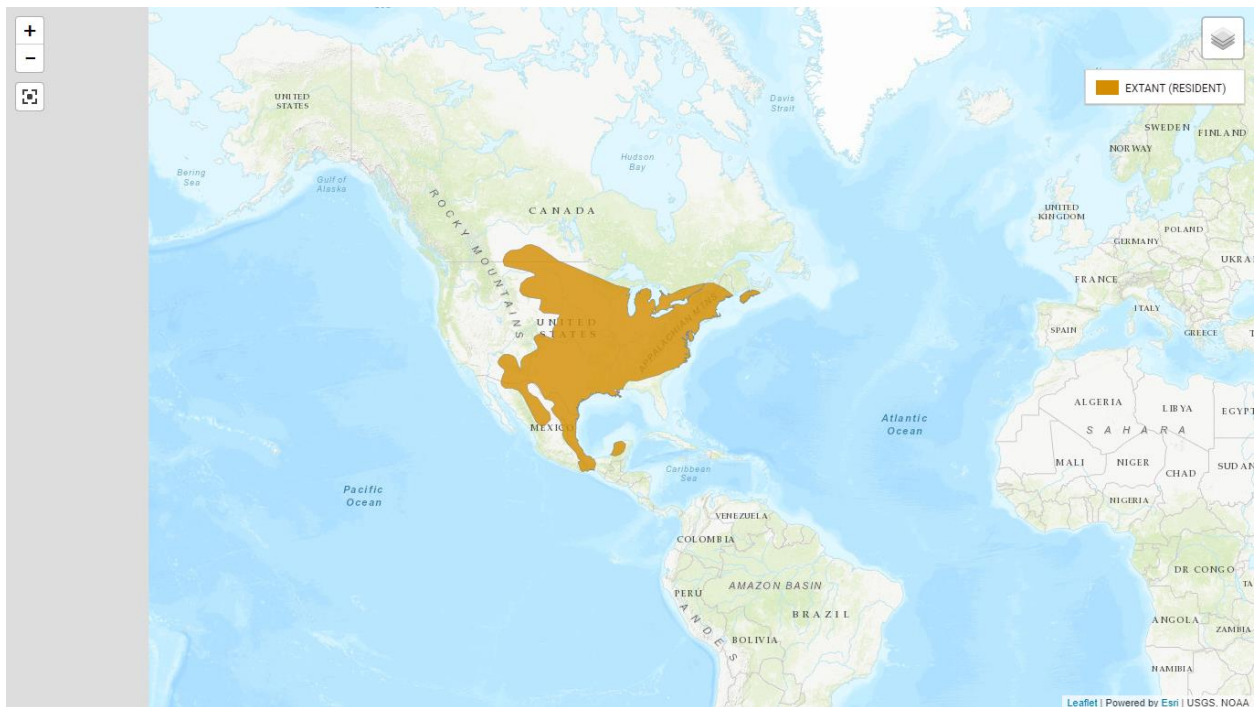 +
−
EXTANT (RESIDENT)
UNITED
STATES
Davis
Strait
SWEDEN
FINLAND
NORWAY
Bering
Sea
Gulf of
Alaska
Hudson
Bay
ROCKY MOUNTAINS
CANADA
UNITED
KINGDOM
POLAND
GERMANY
UKRA
FRANCE
ITALY
SPAIN
GREECE
T
UNITED
STATES
APPALACHIAN MTNS
ALGERIA
LIBYA
EGYPT
SAHARA
Atlantic
Ocean
MEXICO
MALI
NIGER
CHAD
SUDAN
Caribbean
Sea
Pacific
Ocean
NIGERIA
VENEZUELA
COLOMBIA
DR CONGO
TA
AMAZON BASIN
PERU
BRAZIL
ANDES
ANGOLA
ZAMBIA
BOLIVIA
NAMIBIA
Leaflet | Powered by Esri | USGS, NOAA